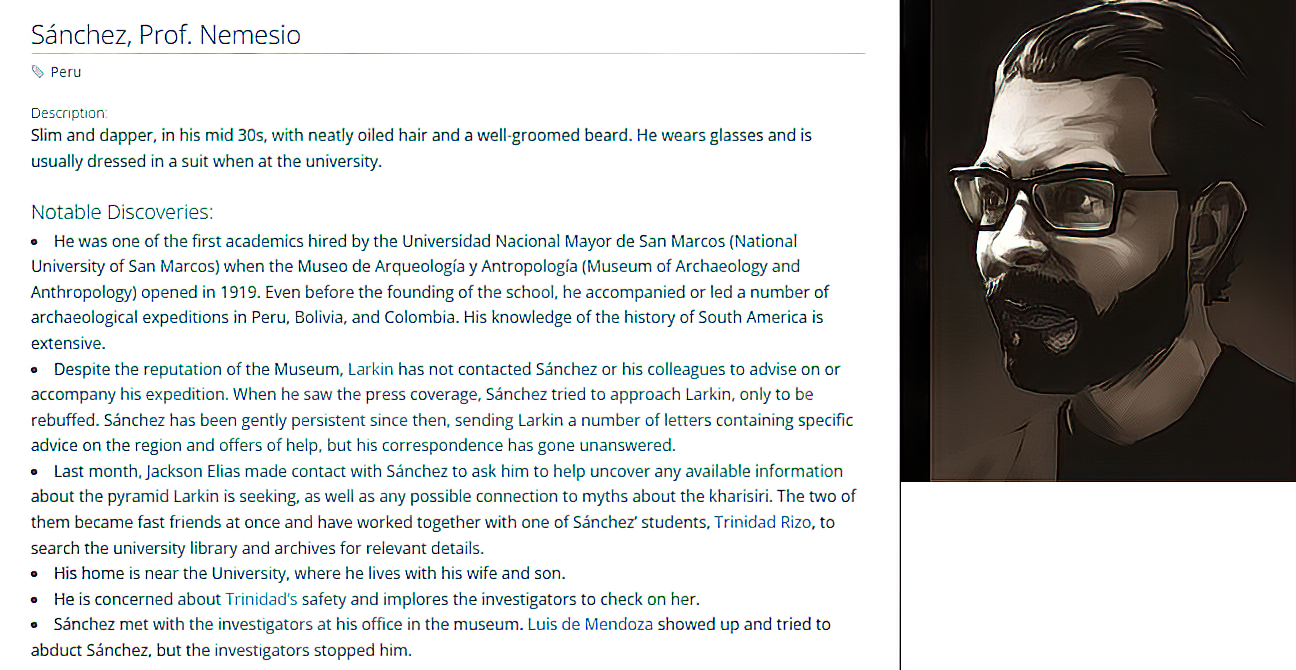 Sánchez, Prof. Nemesio
Peru
Description:
Slim and dapper, in his mid 30s, with neatly oiled hair and a well-groomed beard. He wears glasses and is
usually dressed in a suit when at the university.
Notable Discoveries:
• He was one of the first academics hired by the Universidad Nacional Mayor de San Marcos (National
University of San Marcos) when the Museo de Arqueología y Antropología (Museum of Archaeology and
Anthropology) opened in 1919. Even before the founding of the school, he accompanied or led a number of
archaeological expeditions in Peru, Bolivia, and Colombia. His knowledge of the history of South America is
extensive.
• Despite the reputation of the Museum, Larkin has not contacted Sánchez or his colleagues to advise on or
accompany his expedition. When he saw the press coverage, Sánchez tried to approach Larkin, only to be
rebuffed. Sánchez has been gently persistent since then, sending Larkin a number of letters containing specific
advice on the region and offers of help, but his correspondence has gone unanswered.
• Last month, Jackson Elias made contact with Sánchez to ask him to help uncover any available information
about the pyramid Larkin is seeking, as well as any possible connection to myths about the kharisiri. The two of
them became fast friends at once and have worked together with one of Sánchez’ students, Trinidad Rizo, to
search the university library and archives for relevant details.
• His home is near the University, where he lives with his wife and son.
• He is concerned about Trinidad's safety and implores the investigators to check on her.
• Sánchez met with the investigators at his office in the museum. Luis de Mendoza showed up and tried to
abduct Sánchez, but the investigators stopped him.